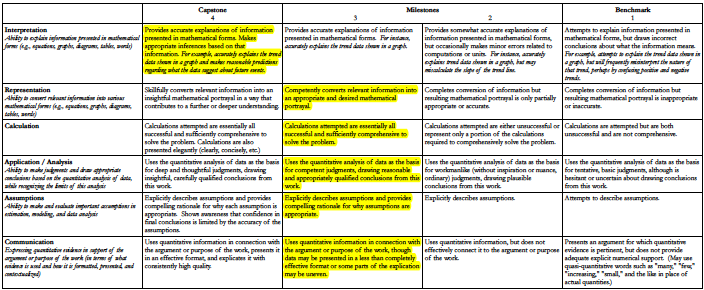 Capstone
4
Milestones
3
2
Benchmark
1
Interpretation
Ability to explain information presented in mathematical
forms (e.g., equations, graphs, diagrams, tables, words)
Provides accurate explanations of information
presented in mathematical forms. Makes
appropriate inferences based on that
information. For example, accurately explains the trend
data shown in a graph and makes reasonable predictions
regarding what the data suggest about future events.
Provides accurate explanations of information
presented in mathematical forms. For instance,
accurately explains the trend data shown in a graph.
Provides somewhat accurate explanations of
information presented in mathematical forms,
but occasionally makes minor errors related to
computations or units. For instance, accurately
explains trend data shown in a graph, but may
miscalculate the slope of the trend line.
Attempts to explain information presented in
mathematical forms, but draws incorrect
conclusions about what the information means.
For example, attempts to explain the trend data shown in
a graph, but will frequently misinterpret the nature of
that trend, perhaps by confusing positive and negative
trends.
Representation
Ability to convert relevant information into various
mathematical forms (e.g., equations, graphs, diagrams,
tables, words)
Skillfully converts relevant information into an
insightful mathematical portrayal in a way that
contributes to a further or deeper understanding.
Competently converts relevant information into
an appropriate and desired mathematical
portrayal.
Completes conversion of information but
resulting mathematical portrayal is only partially
appropriate or accurate.
Completes conversion of information but
resulting mathematical portrayal is inappropriate
or inaccurate.
Calculation
Calculations attempted are essentially all
successful and sufficiently comprehensive to
solve the problem. Calculations are also
presented elegantly (clearly, concisely, etc.)
Calculations attempted are essentially all
successful and sufficiently comprehensive to
solve the problem.
Calculations attempted are either unsuccessful or
represent only a portion of the calculations
required to comprehensively solve the problem.
Calculations are attempted but are both
unsuccessful and are not comprehensive.
Application / Analysis
Ability to make judgments and draw appropriate
conclusions based on the quantitative analysis of data,
while recognizing the limits of this analysis
Uses the quantitative analysis of data as the basis
for deep and thoughtful judgments, drawing
insightful, carefully qualified conclusions from
this work.
Uses the quantitative analysis of data as the basis
for competent judgments, drawing reasonable
and appropriately qualified conclusions from this
work.
Uses the quantitative analysis of data as the basis
for workmanlike (without inspiration or nuance,
ordinary) judgments, drawing plausible
conclusions from this work.
Uses the quantitative analysis of data as the basis
for tentative, basic judgments, although is
hesitant or uncertain about drawing conclusions
from this work.
Assumptions
Ability to make and evaluate important assumptions in
estimation, modeling, and data analysis
Explicitly describes assumptions and provides
compelling rationale for why each assumption is
appropriate. Shows awareness that confidence in
final conclusions is limited by the accuracy of the
assumptions.
Explicitly describes assumptions and provides
compelling rationale for why assumptions are
appropriate.
Explicitly describes assumptions.
Attempts to describe assumptions.
Communication
Expressing quantitative evidence in support of the
argument or purpose of the work (in terms of what
evidence is used and how it is formatted, presented, and
contextualized)
Uses quantitative information in connection with
the argument or purpose of the work, presents it
in an effective format, and explicates it with
consistently high quality.
Uses quantitative information in connection with
the argument or purpose of the work, though
data may be presented in a less than completely
effective format or some parts of the explication
may be uneven.
Uses quantitative information, but does not
effectively connect it to the argument or purpose
of the work.
Presents an argument for which quantitative
evidence is pertinent, but does not provide
adequate explicit numerical support. (May use
quasi-quantitative words such as "many," "few,"
"increasing," "small," and the like in place of
actual quantities.)